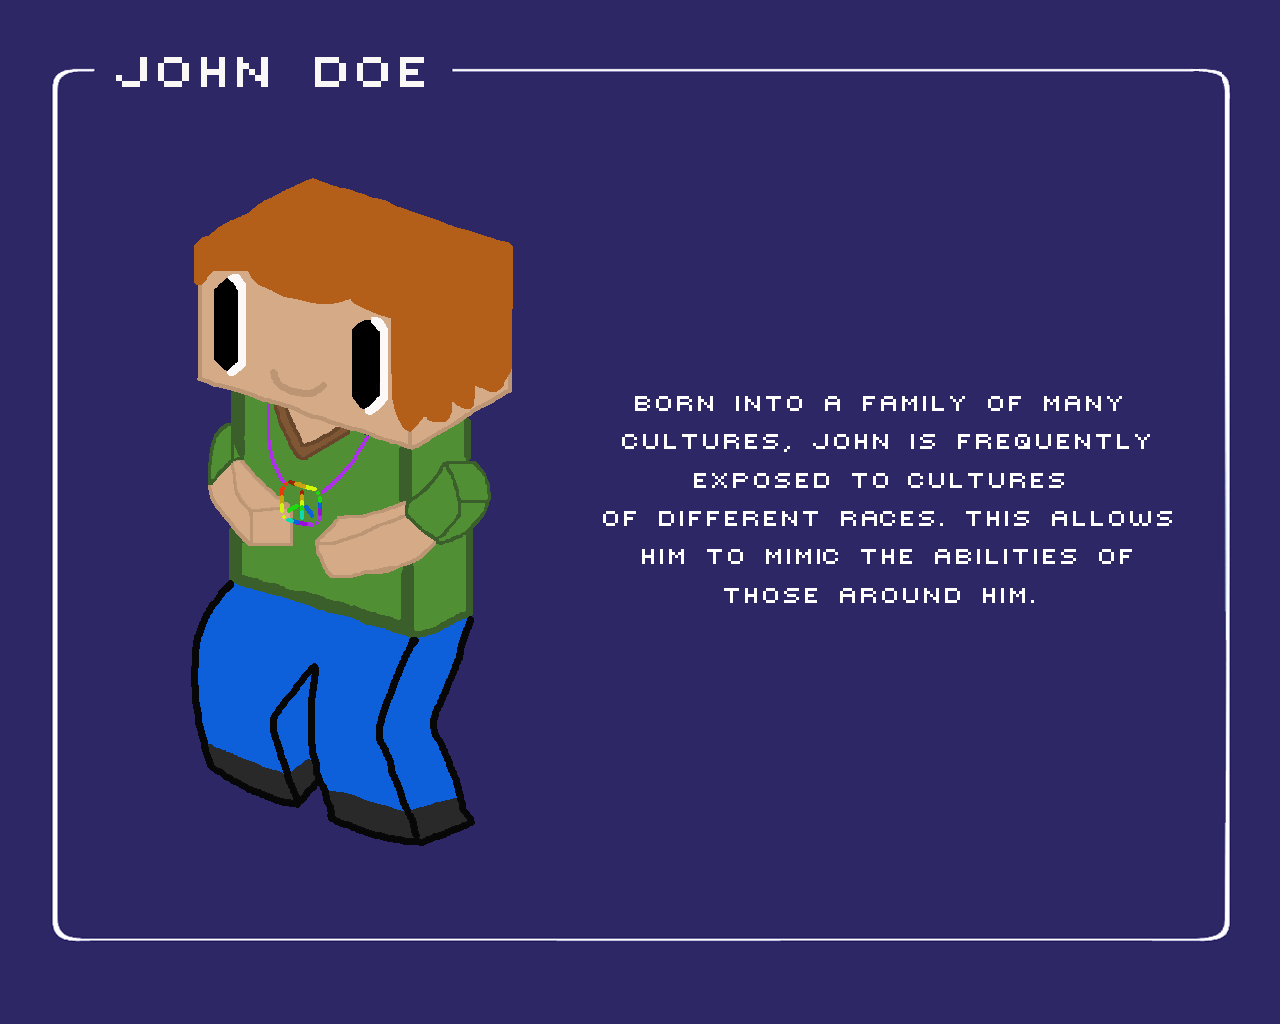 JOHN DOE
BORN INTO A FAMILY OF MANY
CULTURES, JOHN IS FREQUENTLY
EXPOSED TO CULTURES
OF DIFFERENT RACES. THIS ALLOWS
HIM TO MIMIC THE ABILITIES OF
THOSE AROUND HIM.